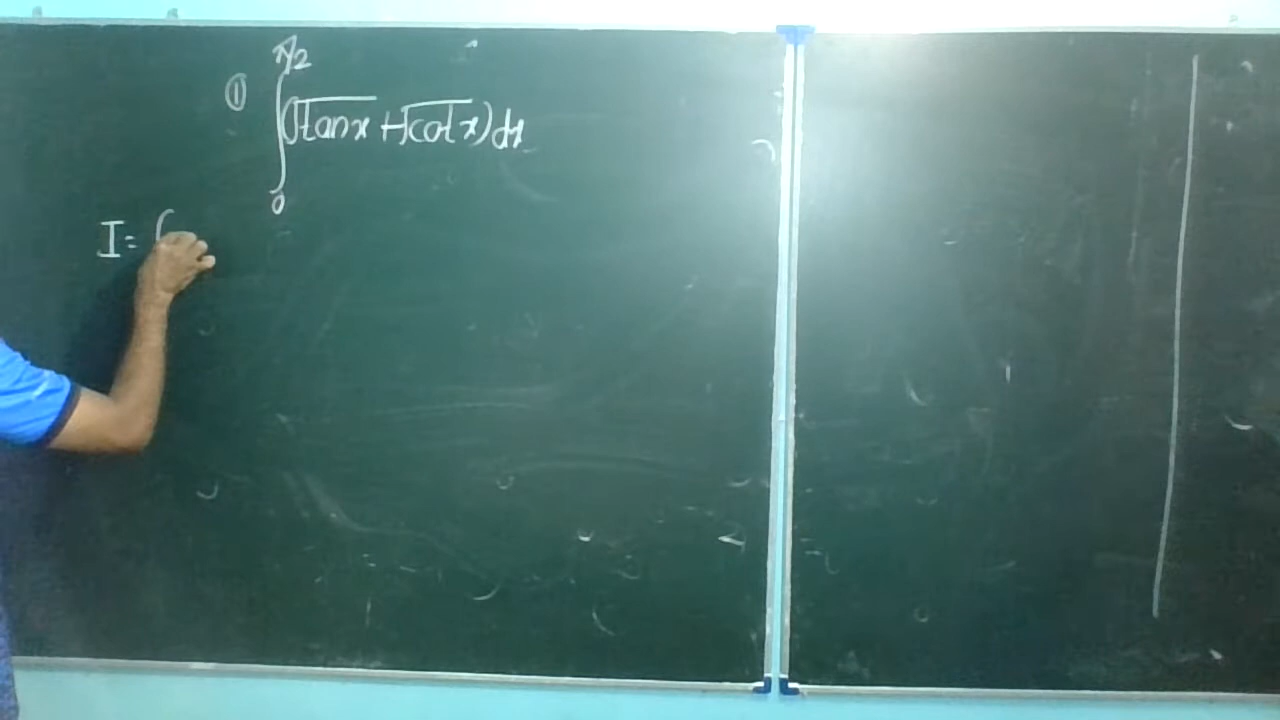 π/2
① ∫(√tanx + √cotx)dx
0
I = ∫